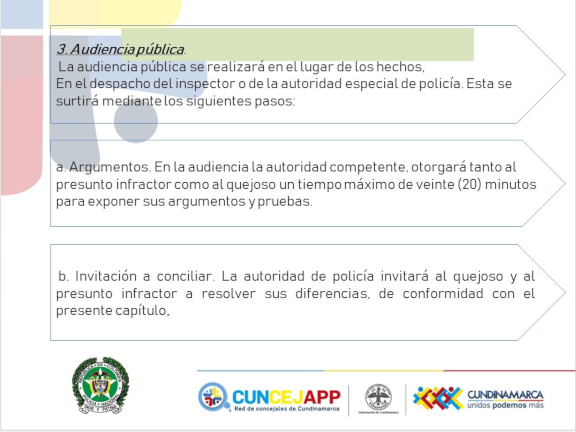 3. Audiencia pública.
La audiencia pública se realizará en el lugar de los hechos,
En el despacho del inspector o de la autoridad especial de policía. Esta se
surtirá mediante los siguientes pasos:
a. Argumentos. En la audiencia la autoridad competente, otorgará tanto al
presunto infractor como al quejoso un tiempo máximo de veinte (20) minutos
para exponer sus argumentos y pruebas.
b. Invitación a conciliar. La autoridad de policía invitará al quejoso y al
presunto infractor a resolver sus diferencias, de conformidad con el
presente capítulo,
CUNCEJAPP
Red de concejales de Cundinamarca
CUNDINAMARCA
unidos podemos más